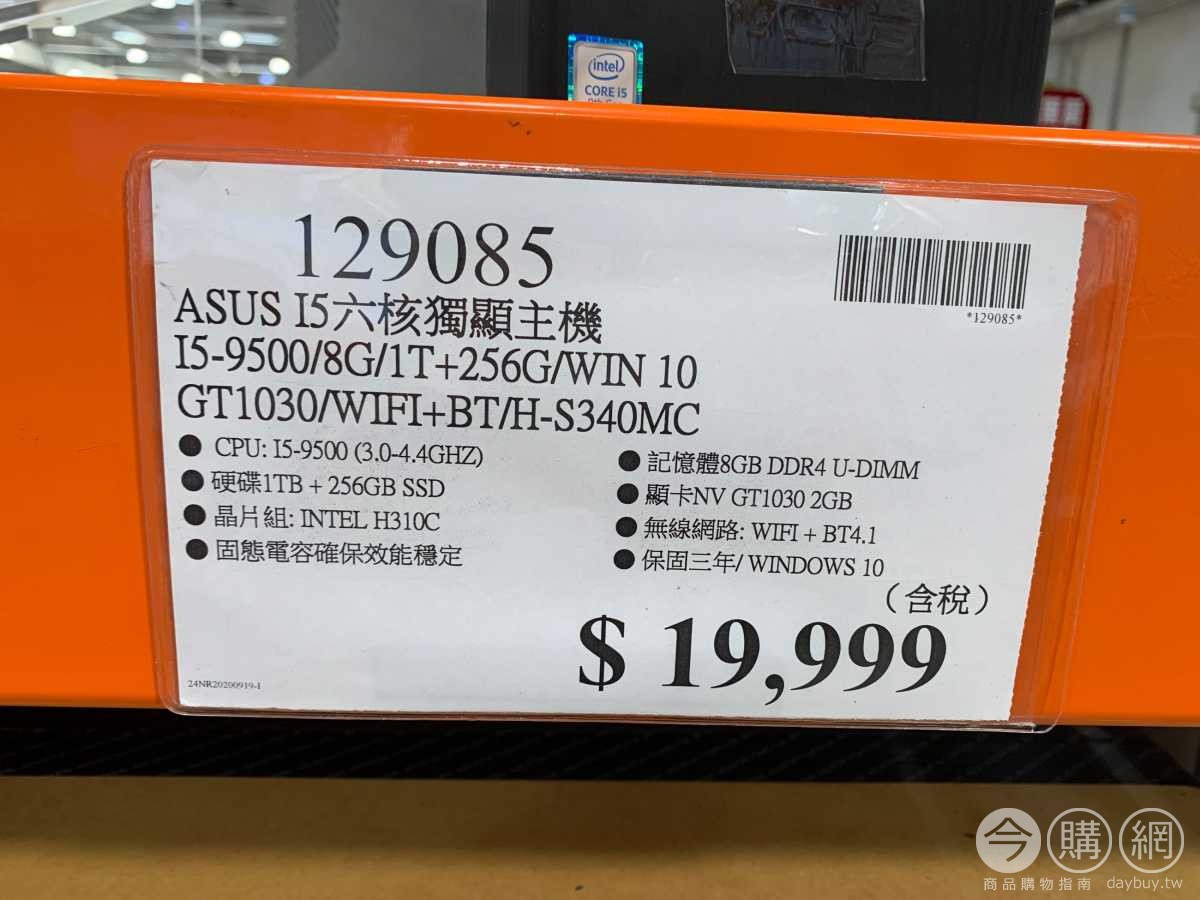 intel
CORE i5
129085
*129085*
ASUS I5六核獨顯主機
I5-9500/8G/1T+256G/WIN 10
GT1030/WIFI+BT/H-S340MC
● CPU: I5-9500 (3.0-4.4GHZ)
● 硬碟1TB + 256GB SSD
● 晶片組: INTEL H310C
● 固態電容確保效能穩定
● 記憶體8GB DDR4 U-DIMM
● 顯卡NV GT1030 2GB
● 無線網路: WIFI + BT4.1
● 保固三年/ WINDOWS 10
（含稅）
$ 19,999
24NR20200919-1
今購網
商品購物指南 daybuy.tw